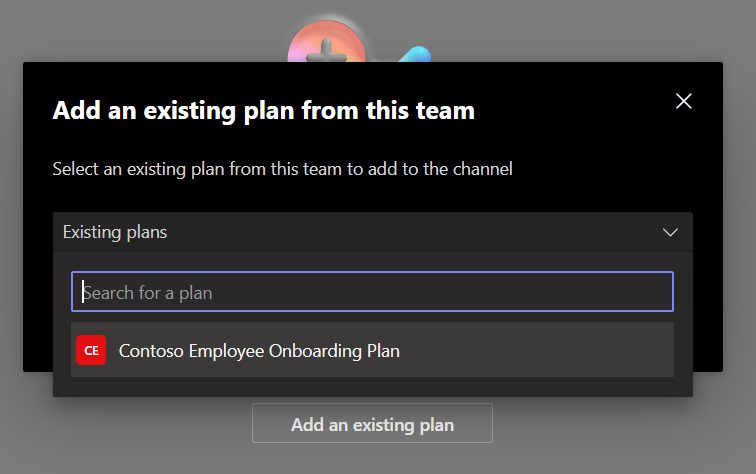 Add an existing plan from this team
Select an existing plan from this team to add to the channel
Existing plans
Search for a plan
CE Contoso Employee Onboarding Plan
Add an existing plan